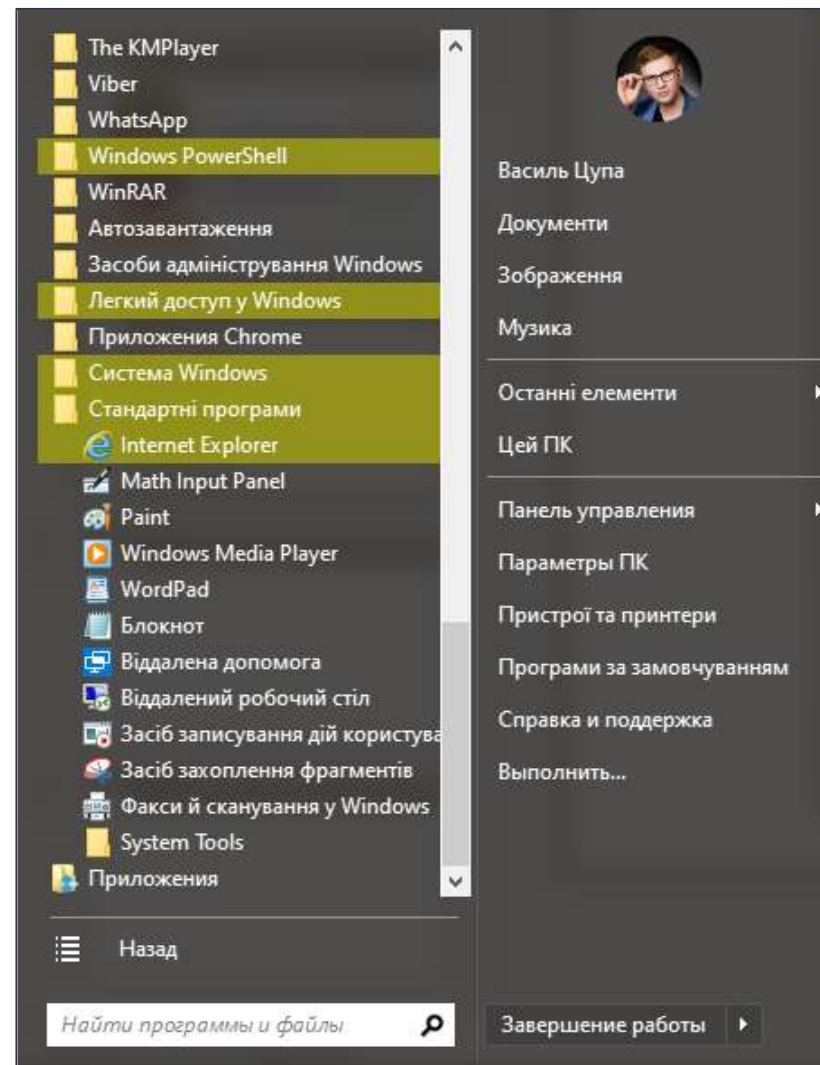 The KMPlayer
Viber
WhatsApp
Windows PowerShell
WinRAR
Автозавантаження
Засоби адміністрування Windows
Легкий доступ у Windows
Приложения Chrome
Система Windows
Стандартні програми
Internet Explorer
Math Input Panel
Paint
Windows Media Player
WordPad
Блокнот
Віддалена допомога
Віддалений робочий стіл
Засіб записування дій користува
Засіб захоплення фрагментів
Факси й сканування у Windows
System Tools
Приложения
Назад
Найти программы и файлы
Василь Цупа
Документи
Зображення
Музика
Останні елементи
Цей ПК
Панель управления
Параметры ПК
Пристрої та принтери
Програми за замовчуванням
Справка и поддержка
Выполнить...
Завершение работы